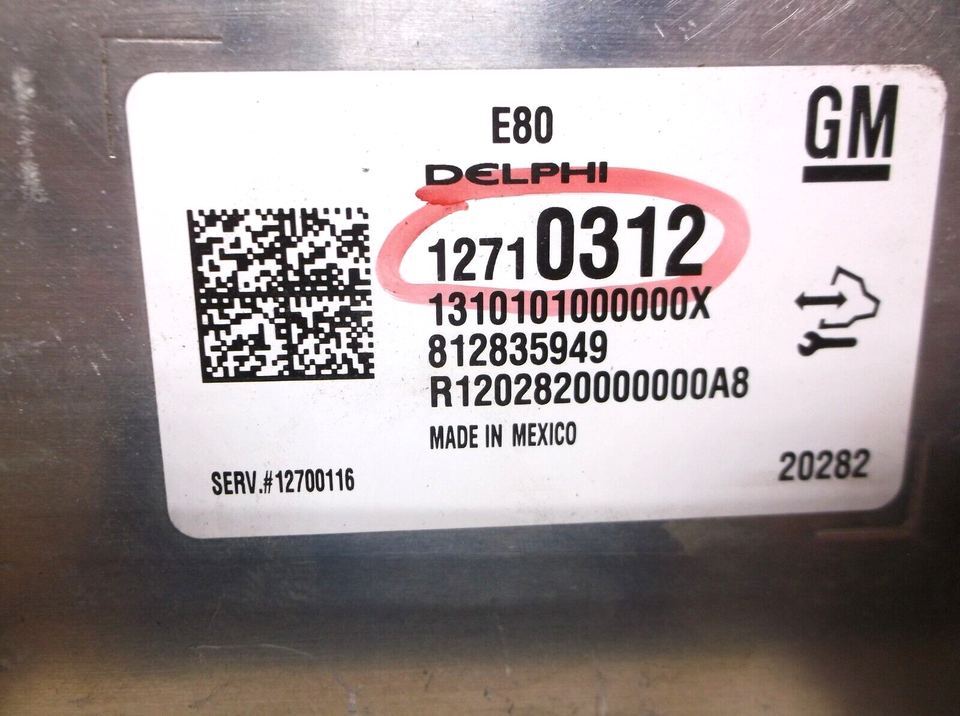 E80
GM
DELPHI
12710312
1310101000000X
812835949
R1202820000000A8
MADE IN MEXICO
SERV.#12700116
20282